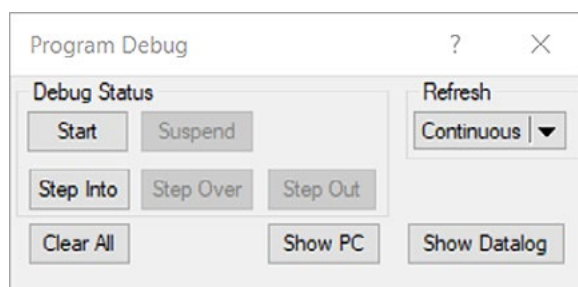 Program Debug ?
Debug Status Refresh
Start Suspend Continuous
Step Into Step Over Step Out
Clear All Show PC Show Datalog